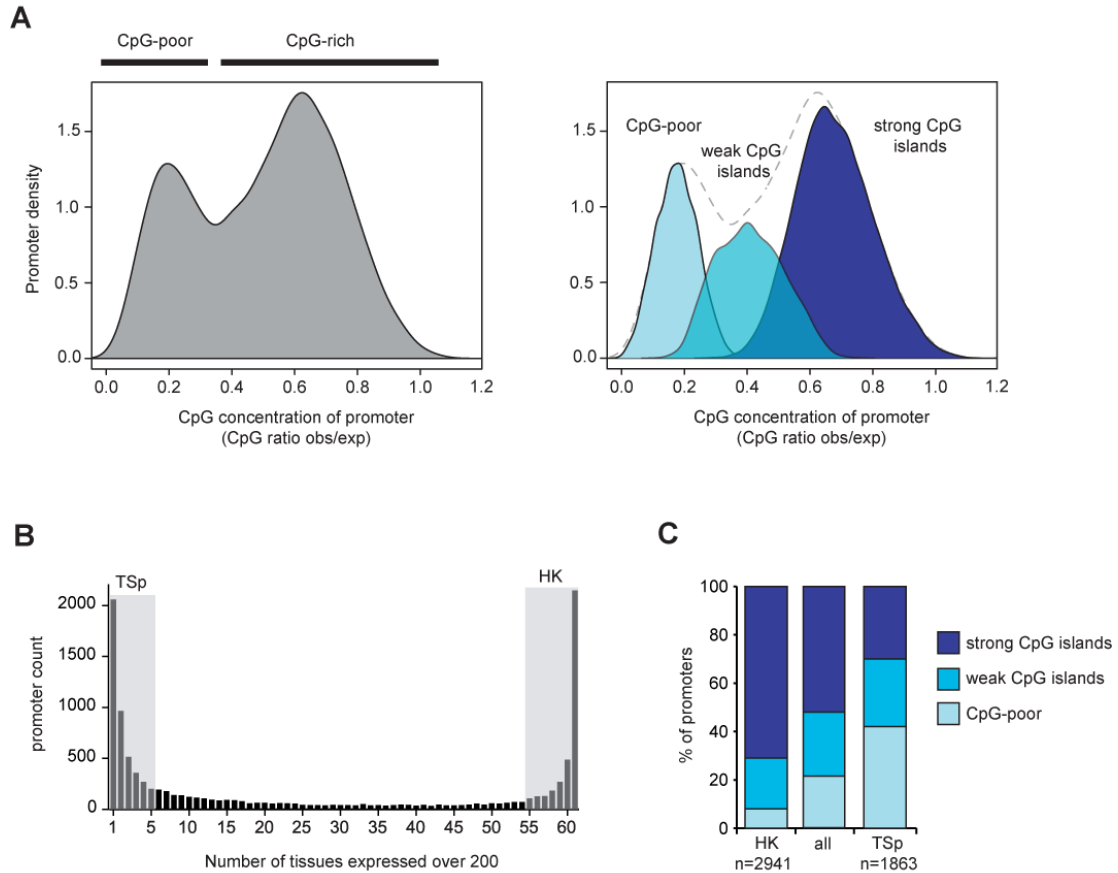 A
CpG-poor
CpG-rich
Promoter density
1.5
1.0
0.5
0.0
0.0 0.2 0.4 0.6 0.8 1.0 1.2
CpG concentration of promoter
(CpG ratio obs/exp)
CpG-poor
weak CpG
islands
strong CpG
islands
1.5
1.0
0.5
0.0
0.0 0.2 0.4 0.6 0.8 1.0 1.2
CpG concentration of promoter
(CpG ratio obs/exp)
B
TSp
HK
promoter count
2000
1500
1000
500
0
1 5 10 15 20 25 30 35 40 45 50 55 60
Number of tissues expressed over 200
C
% of promoters
100
80
60
40
20
0
HK all TSp
n=2941 n=1863
strong CpG islands
weak CpG islands
CpG-poor